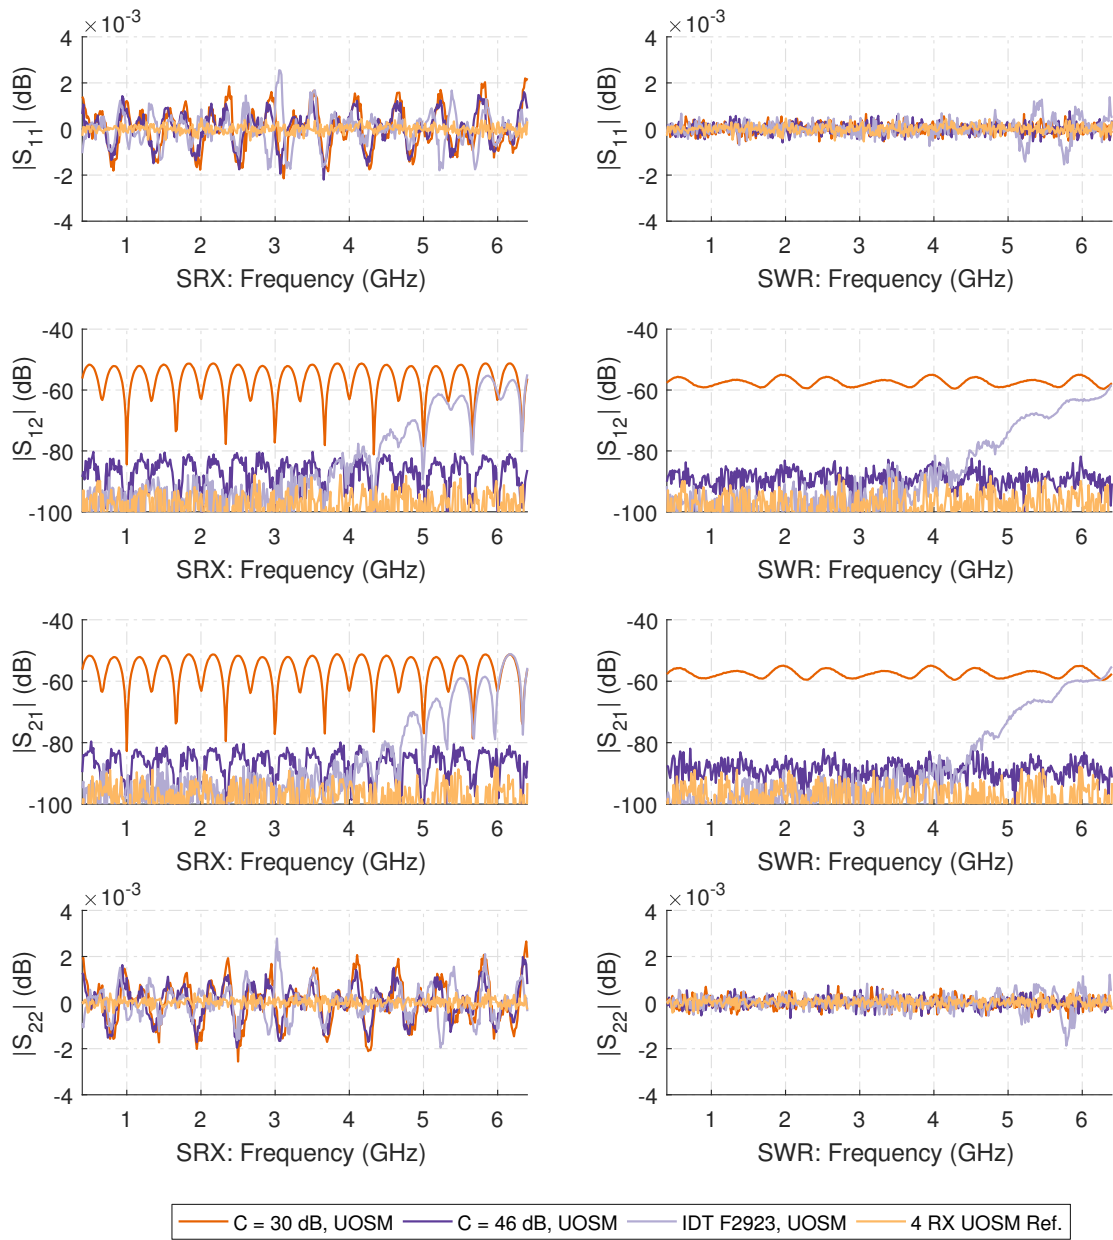 ×10-3
|S11| (dB)
4
2
0
-2
-4
1 2 3 4 5 6
SRX: Frequency (GHz)
×10-3
|S11| (dB)
4
2
0
-2
-4
1 2 3 4 5 6
SWR: Frequency (GHz)
|S12| (dB)
-40
-60
-80
-100
1 2 3 4 5 6
SRX: Frequency (GHz)
|S12| (dB)
-40
-60
-80
-100
1 2 3 4 5 6
SWR: Frequency (GHz)
|S21| (dB)
-40
-60
-80
-100
1 2 3 4 5 6
SRX: Frequency (GHz)
|S21| (dB)
-40
-60
-80
-100
1 2 3 4 5 6
SWR: Frequency (GHz)
×10-3
|S22| (dB)
4
2
0
-2
-4
1 2 3 4 5 6
SRX: Frequency (GHz)
×10-3
|S22| (dB)
4
2
0
-2
-4
1 2 3 4 5 6
SWR: Frequency (GHz)
C = 30 dB, UOSM C = 46 dB, UOSM IDT F2923, UOSM 4 RX UOSM Ref.